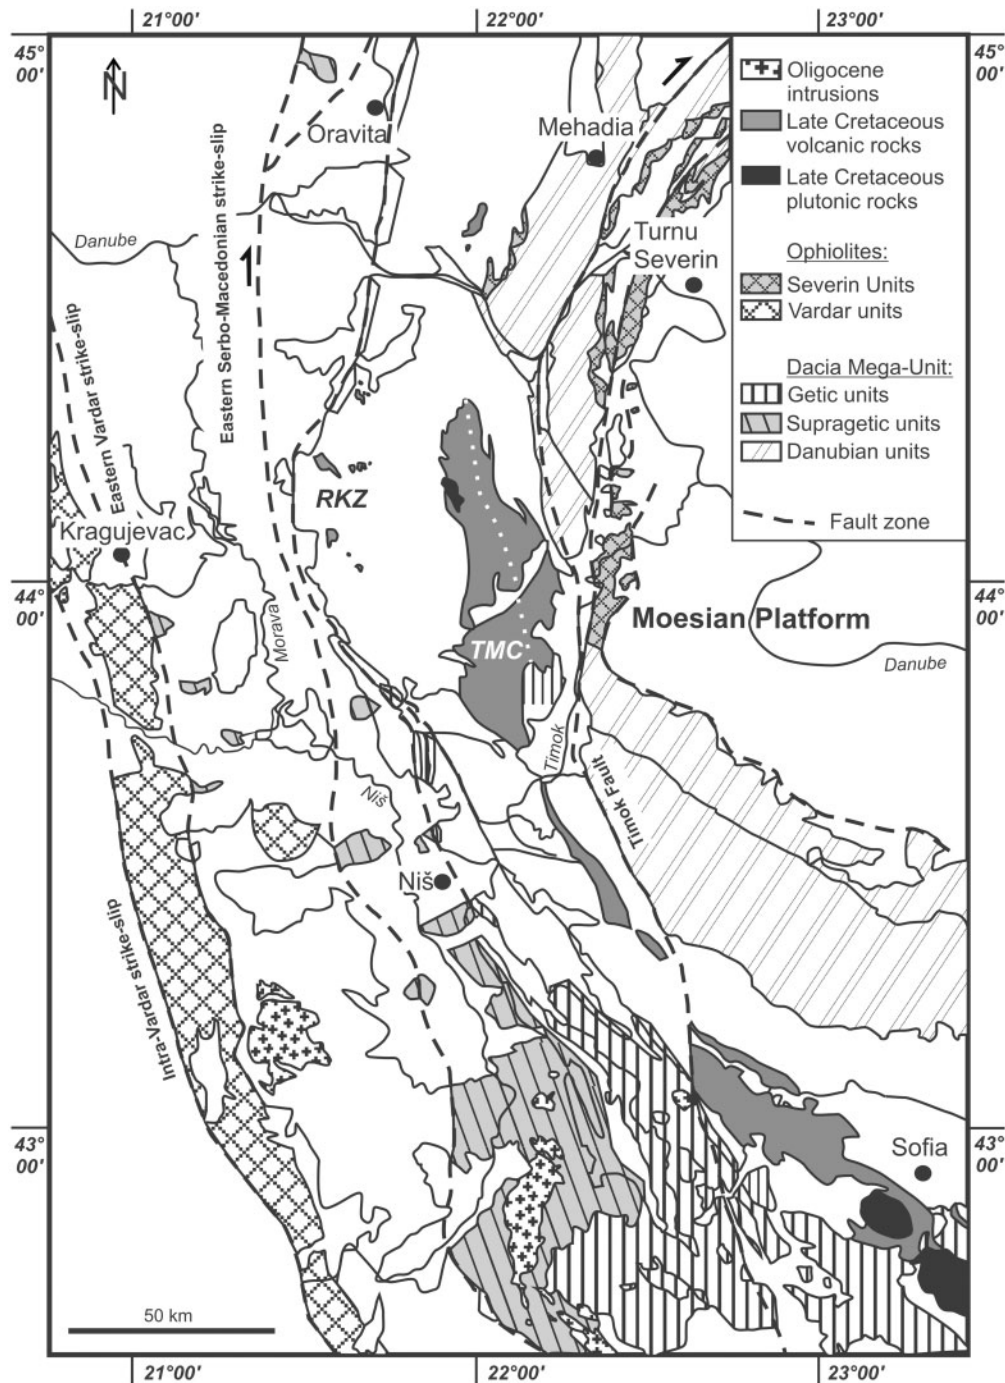 21°00'
22°00'
23°00'
45°
00'
45°
00'
N
Oravita
Mehadia
Turnu
Severin
Danube
Oligocene
intrusions
Late Cretaceous
volcanic rocks
Late Cretaceous
plutonic rocks
Ophiolites:
Severin Units
Vardar units
Dacia Mega-Unit:
Getic units
Supragetic units
Danubian units
Fault zone
Eastern Serbo-Macedonian strike-slip
Eastern Vardar strike-slip
RKZ
Kragujevac
44°
00'
44°
00'
Morava
TMC
Moesian Platform
Danube
Timok
Niš
Timok Fault
Niš
Intra-Vardar strike-slip
43°
00'
43°
00'
Sofia
50 km
21°00'
22°00'
23°00'